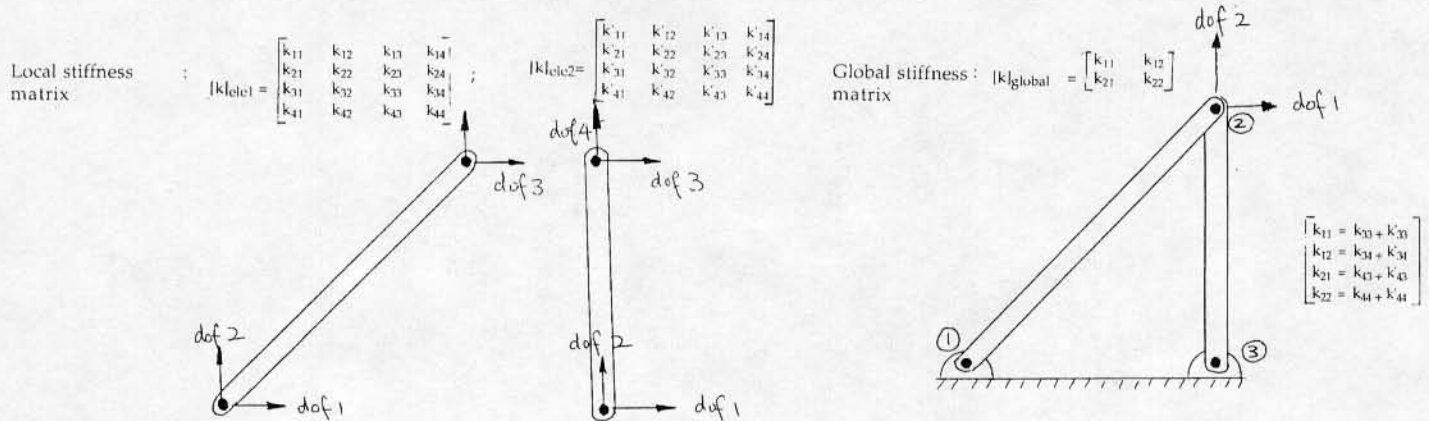 Local stiffness matrix :
|k|ele1 =
k11 k12 k13 k14
k21 k22 k23 k24
k31 k32 k33 k34
k41 k42 k43 k44
;
|k|ele2=
k'11 k'12 k'13 k'14
k'21 k'22 k'23 k'24
k'31 k'32 k'33 k'34
k'41 k'42 k'43 k'44
Global stiffness :
matrix
|k|global =
k11 k12
k21 k22
dof 3
dof 2
dof 1
dof4
dof 3
dof 2
dof 1
dof 2
dof 1
②
①
③
k11 = k33 + k'33
k12 = k34 + k'34
k21 = k43 + k'43
k22 = k44 + k'44